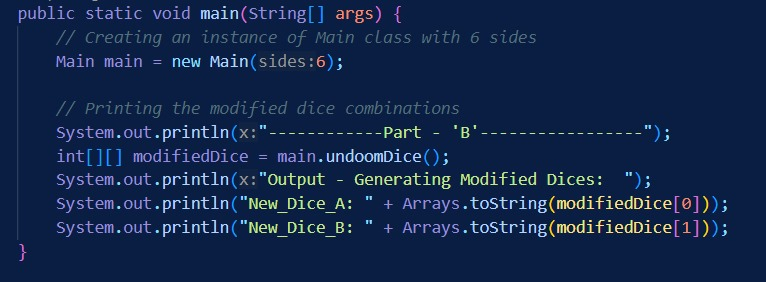 public static void main(String[] args) {
// Creating an instance of Main class with 6 sides
Main main = new Main(sides:6);
// Printing the modified dice combinations
System.out.println(x:"------------Part - 'B'-----------------");
int[][] modifiedDice = main.undoomDice();
System.out.println(x:"Output - Generating Modified Dices:  ");
System.out.println("New_Dice_A: " + Arrays.toString(modifiedDice[0]));
System.out.println("New_Dice_B: " + Arrays.toString(modifiedDice[1]));
}